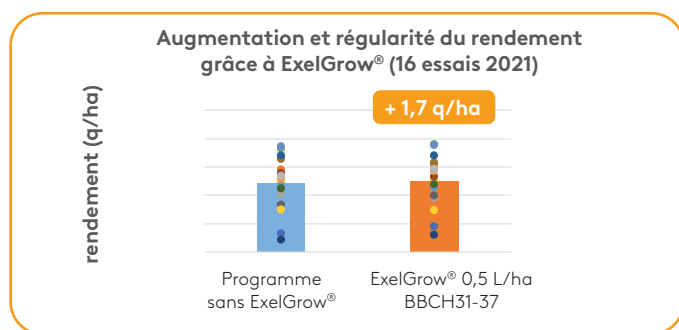 Augmentation et régularité du rendement
grâce à ExelGrow® (16 essais 2021)
+ 1,7 q/ha
rendement (q/ha)
Programme
sans ExelGrow®
ExelGrow® 0,5 L/ha
BBCH31-37